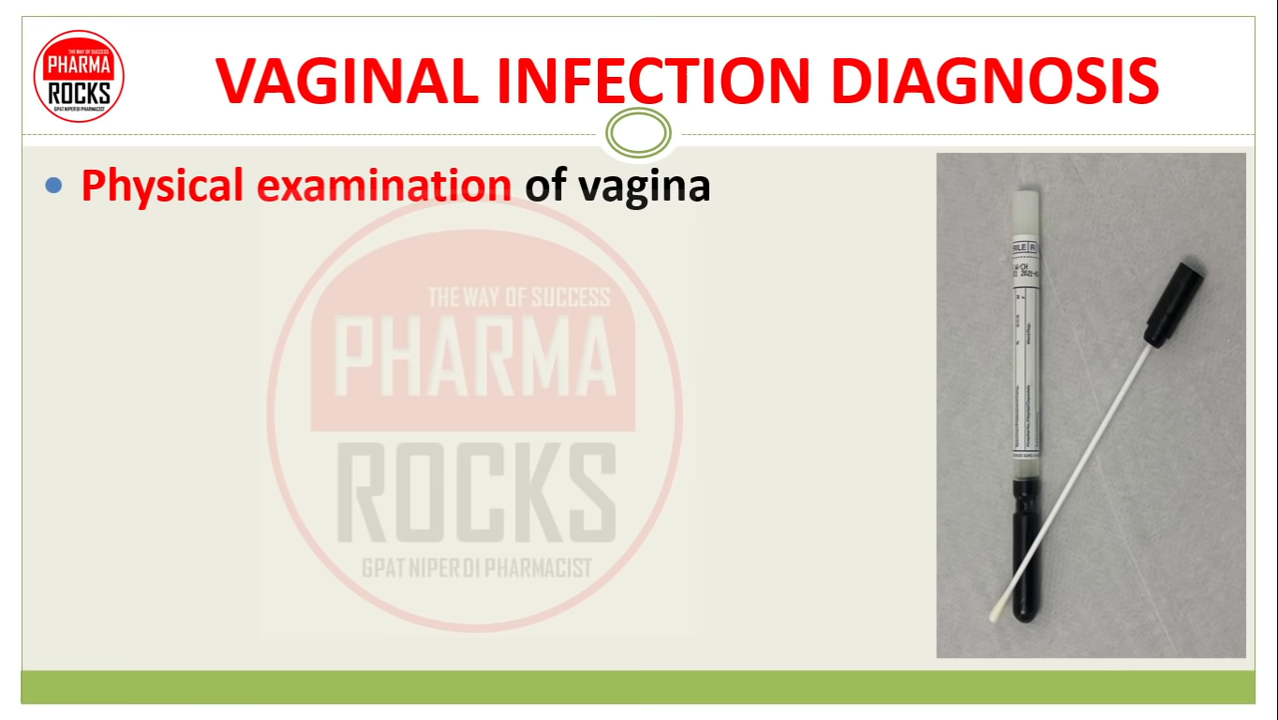 THE WAY OF SUCCESS
PHARMA
ROCKS
GPAT NIPER DI PHARMACIST
VAGINAL INFECTION DIAGNOSIS
• Physical examination of vagina
THE WAY OF SUCCESS
PHARMA
ROCKS
GPAT NIPER DI PHARMACIST